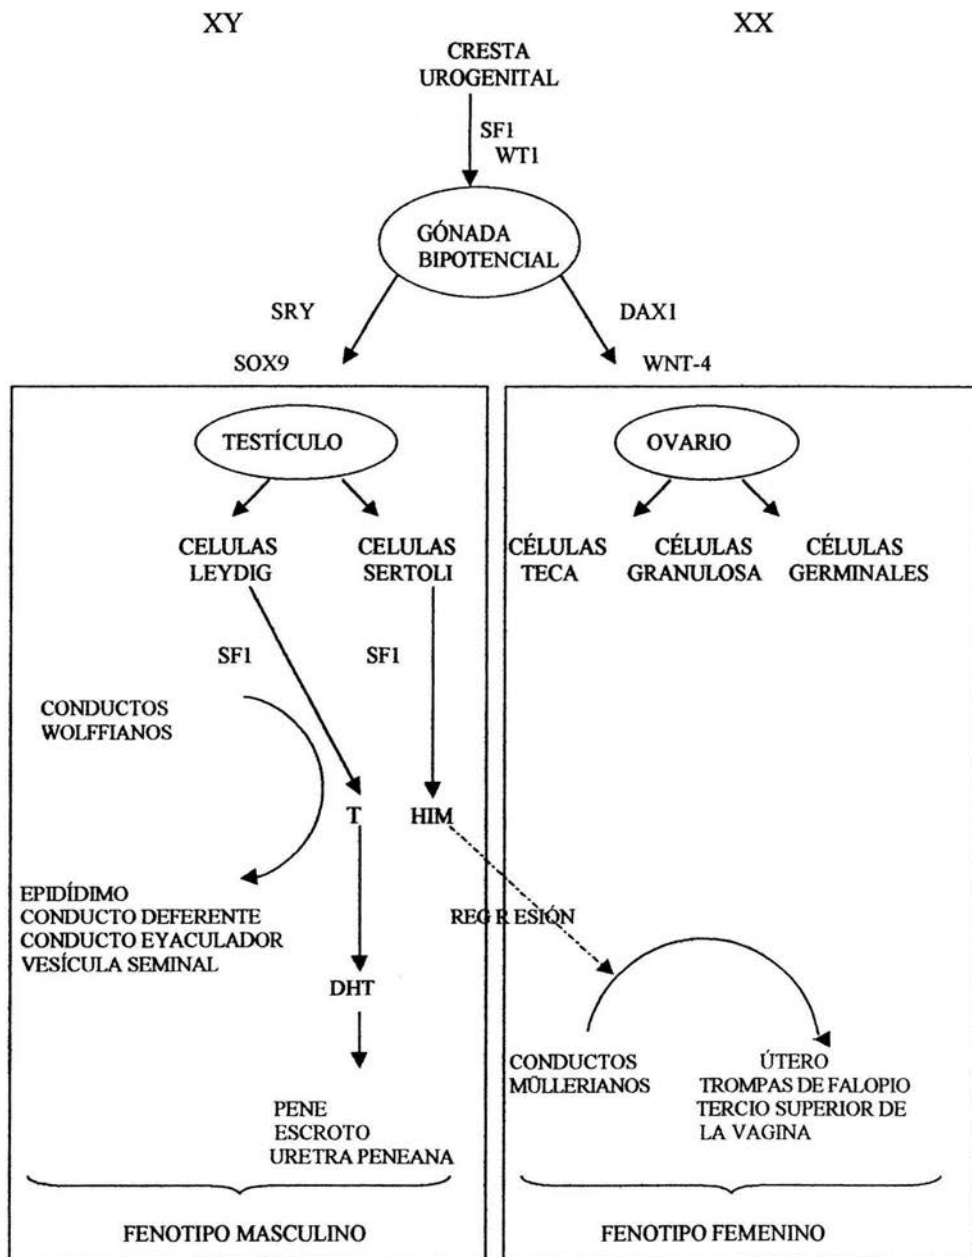 XY
XX
CRESTA
UROGENITAL
SF1
WT1
GÓNADA
BIPOTENCIAL
SRY
DAX1
SOX9
WNT-4
TESTÍCULO
OVARIO
CELULAS
LEYDIG
CELULAS
SERTOLI
CÉLULAS
TECA
CÉLULAS
GRANULOSA
CÉLULAS
GERMINALES
SF1
SF1
CONDUCTOS
WOLFFIANOS
T
HIM
EPIDÍDIMO
CONDUCTO DEFERENTE
CONDUCTO EYACULADOR
VESÍCULA SEMINAL
REGRESIÓN
DHT
CONDUCTOS
MÜLLERIANOS
ÚTERO
TROMPAS DE FALOPIO
TERCIO SUPERIOR DE
LA VAGINA
PENE
ESCROTO
URETRA PENEANA
FENOTIPO MASCULINO
FENOTIPO FEMENINO